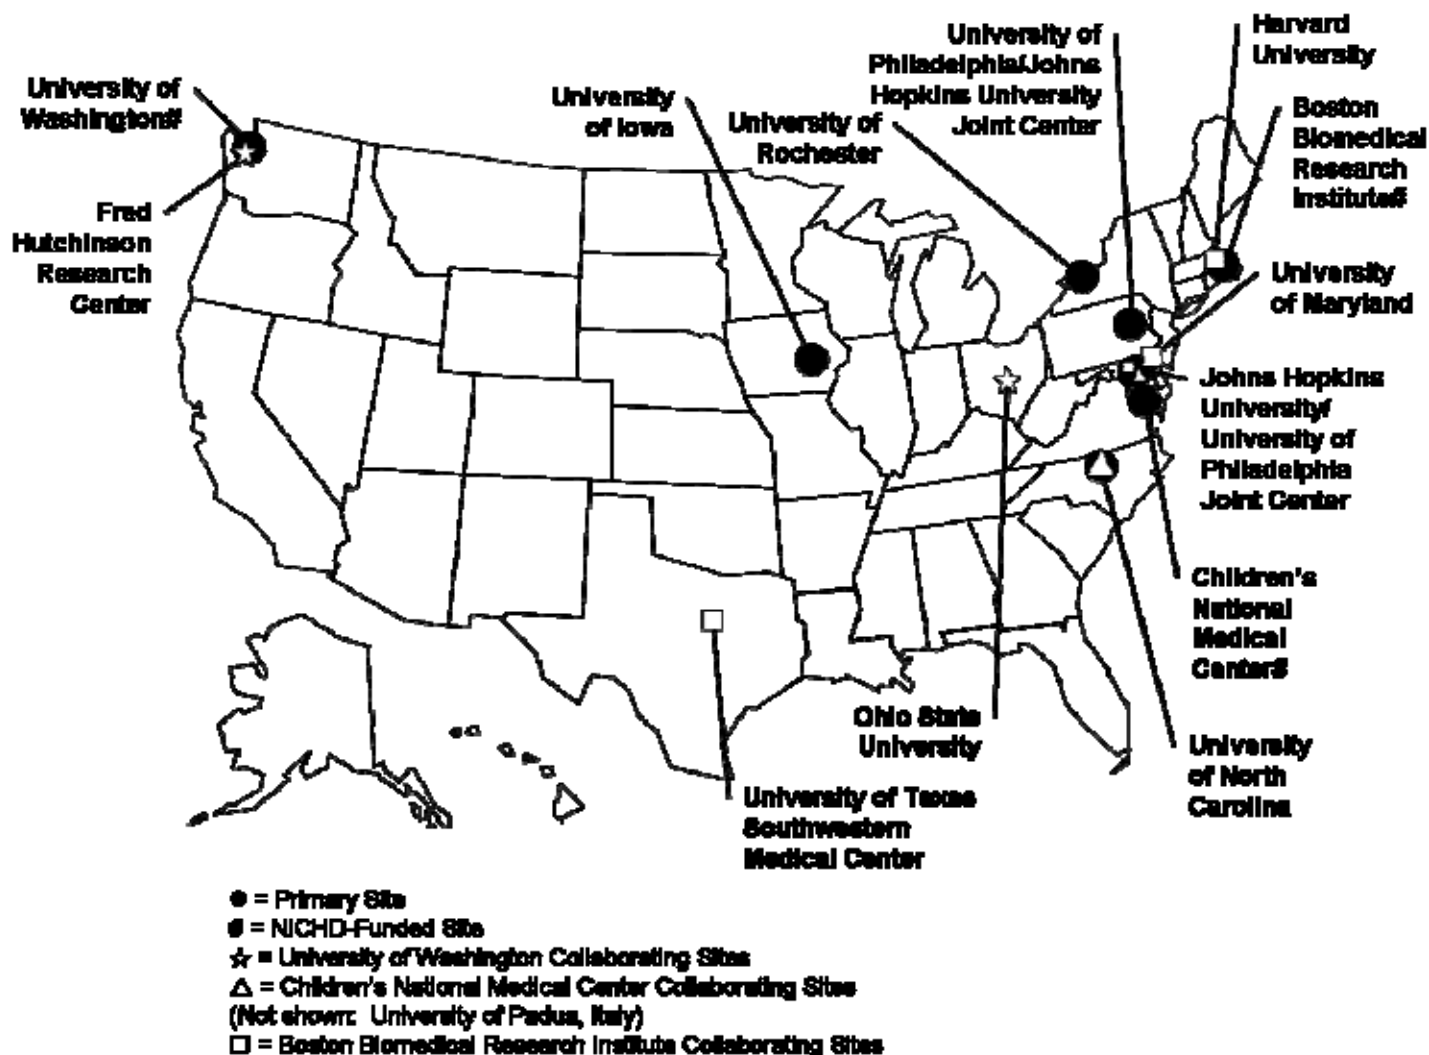 University of
Washington#
Fred
Hutchinson
Research
Center
University
of Iowa
University of
Rochester
University of
Philadelphia/Johns
Hopkins University
Joint Center
Harvard
University
Boston
Biomedical
Research
Institute#
University
of Maryland
Johns Hopkins
University/
University of
Philadelphia
Joint Center
Children's
National
Medical
Center#
University
of North
Carolina
Ohio State
University
University of Texas
Southwestern
Medical Center
= Primary Site
# = NICHD-Funded Site
☆ = University of Washington Collaborating Sites
△ = Children's National Medical Center Collaborating Sites
(Not shown: University of Padua, Italy)
□ = Boston Biomedical Research Institute Collaborating Sites